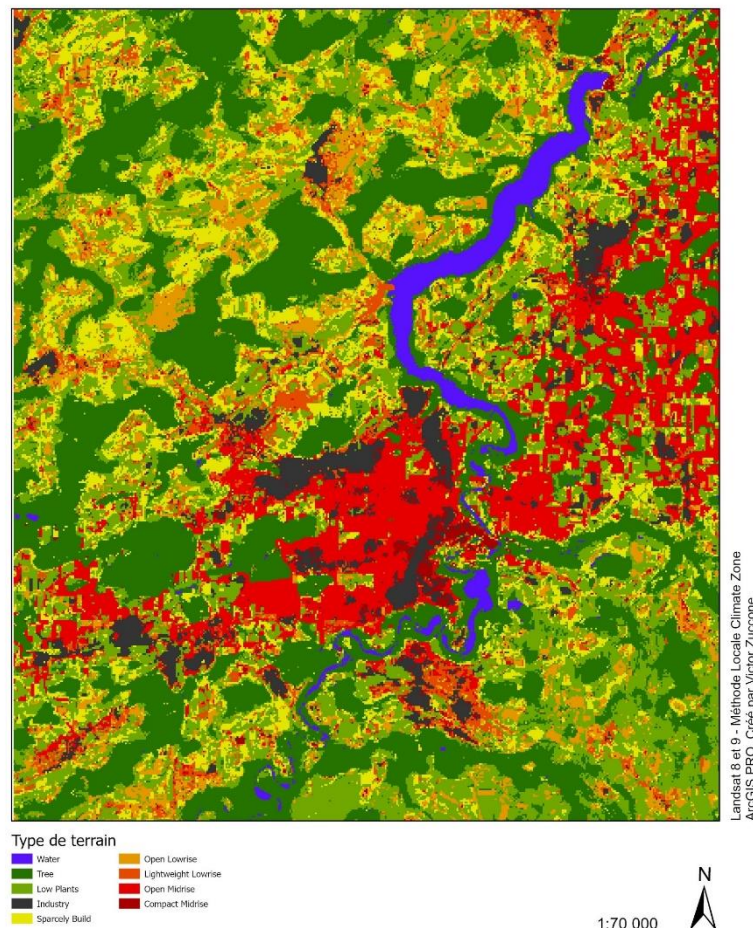 Landsat 8 et 9 - Méthode Locale Climate Zone
ArcGIS PRO, Créé par Victor Zuccone
Type de terrain
Water
Tree
Low Plants
Industry
Sparcely Build
Open Lowrise
Lightweight Lowrise
Open Midrise
Compact Midrise
1:70 000
N